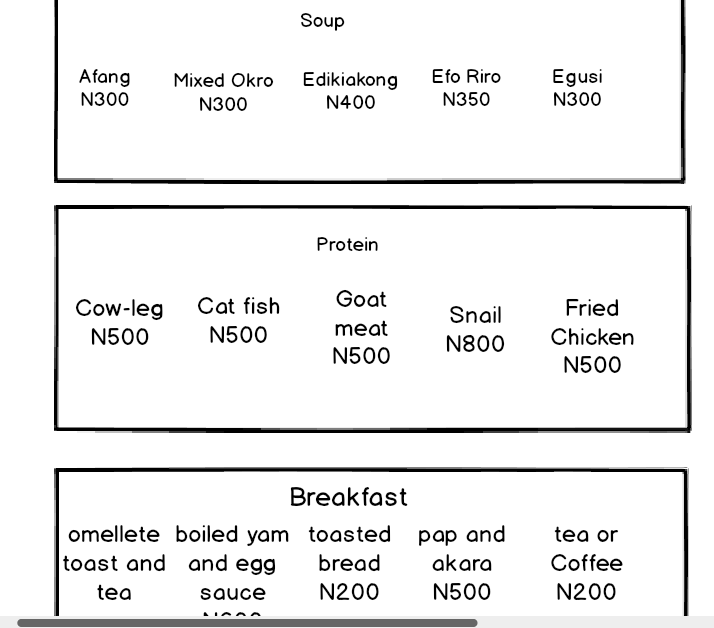 Soup
Afang
N300
Mixed Okro
N300
Edikiakong
N400
Efo Riro
N350
Egusi
N300
Protein
Cow-leg
N500
Cat fish
N500
Goat
meat
N500
Snail
N800
Fried
Chicken
N500
Breakfast
omellete
toast and
tea
boiled yam
and egg
sauce
toasted
bread
N200
pap and
akara
N500
tea or
Coffee
N200